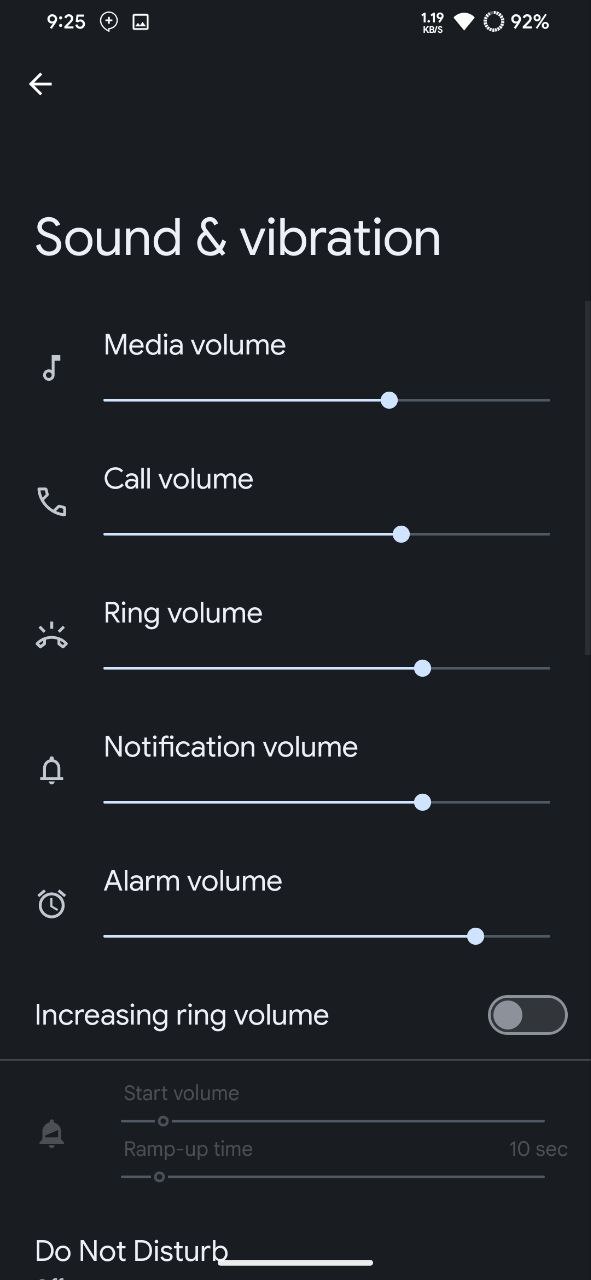 9:25
1.19
KB/S
92%
Sound & vibration
Media volume
Call volume
Ring volume
Notification volume
Alarm volume
Increasing ring volume
Start volume
Ramp-up time 10 sec
Do Not Disturb